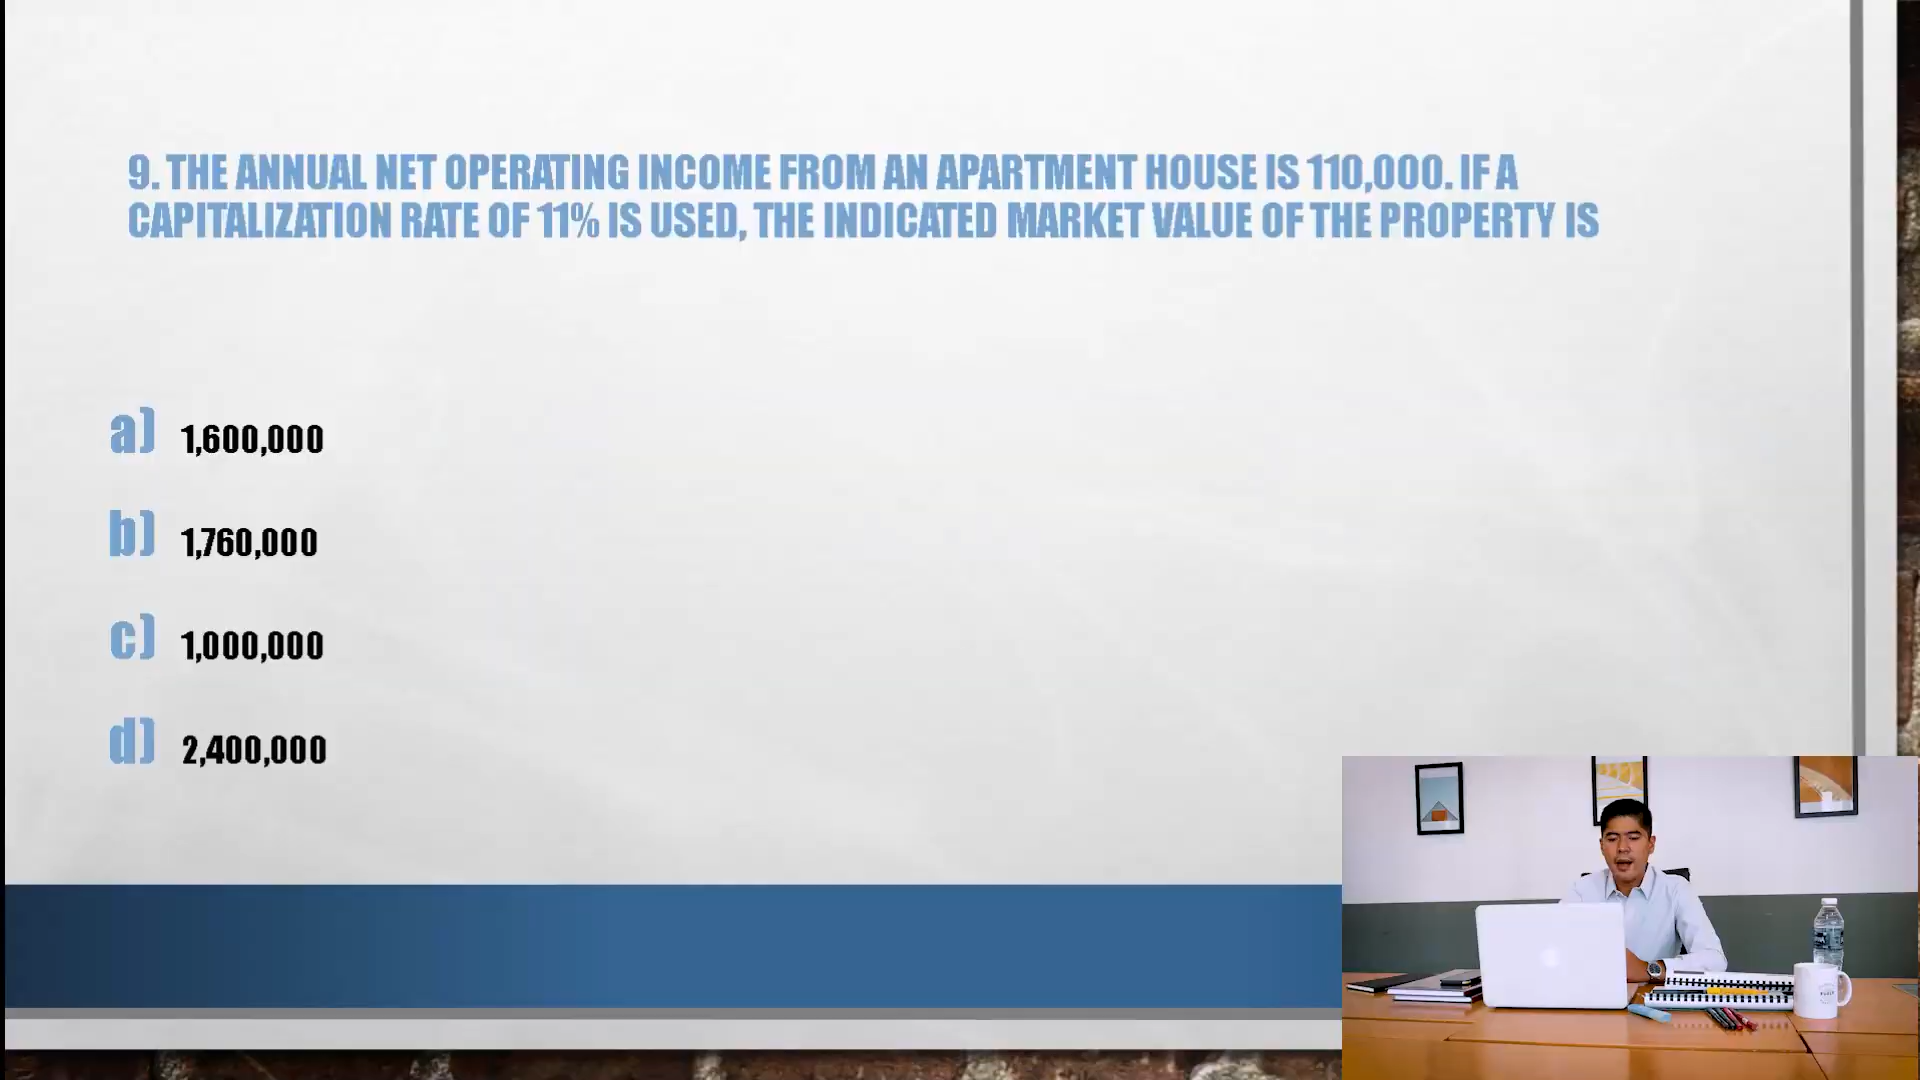 9. THE ANNUAL NET OPERATING INCOME FROM AN APARTMENT HOUSE IS 110,000. IF A
CAPITALIZATION RATE OF 11% IS USED, THE INDICATED MARKET VALUE OF THE PROPERTY IS
a) 1,600,000
b) 1,760,000
c) 1,000,000
d) 2,400,000